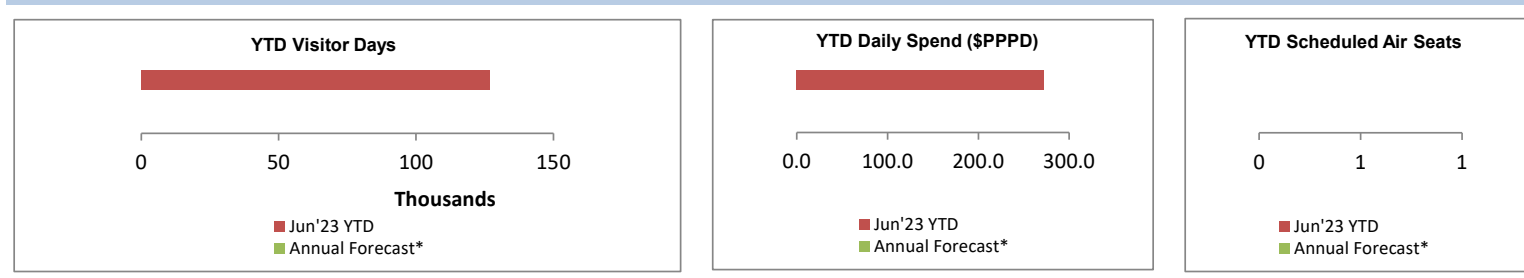 YTD Visitor Days
0 50 100 150
Thousands
Jun'23 YTD
Annual Forecast*
YTD Daily Spend ($PPPD)
0.0 100.0 200.0 300.0
Jun'23 YTD
Annual Forecast*
YTD Scheduled Air Seats
0 1 1
Jun'23 YTD
Annual Forecast*